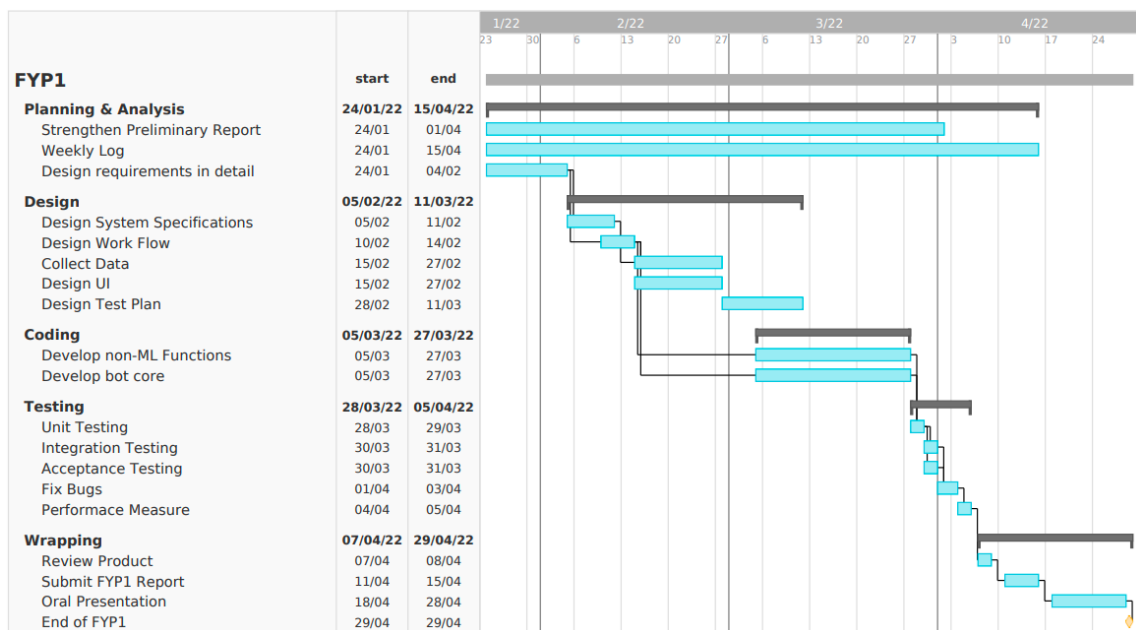 1/22 2/22 3/22 4/22
23 30 6 13 20 27 6 13 20 27 3 10 17 24
FYP1 start end
Planning & Analysis 24/01/22 15/04/22
Strengthen Preliminary Report 24/01 01/04
Weekly Log 24/01 15/04
Design requirements in detail 24/01 04/02
Design 05/02/22 11/03/22
Design System Specifications 05/02 11/02
Design Work Flow 10/02 14/02
Collect Data 15/02 27/02
Design UI 15/02 27/02
Design Test Plan 28/02 11/03
Coding 05/03/22 27/03/22
Develop non-ML Functions 05/03 27/03
Develop bot core 05/03 27/03
Testing 28/03/22 05/04/22
Unit Testing 28/03 29/03
Integration Testing 30/03 31/03
Acceptance Testing 30/03 31/03
Fix Bugs 01/04 03/04
Performace Measure 04/04 05/04
Wrapping 07/04/22 29/04/22
Review Product 07/04 08/04
Submit FYP1 Report 11/04 15/04
Oral Presentation 18/04 28/04
End of FYP1 29/04 29/04